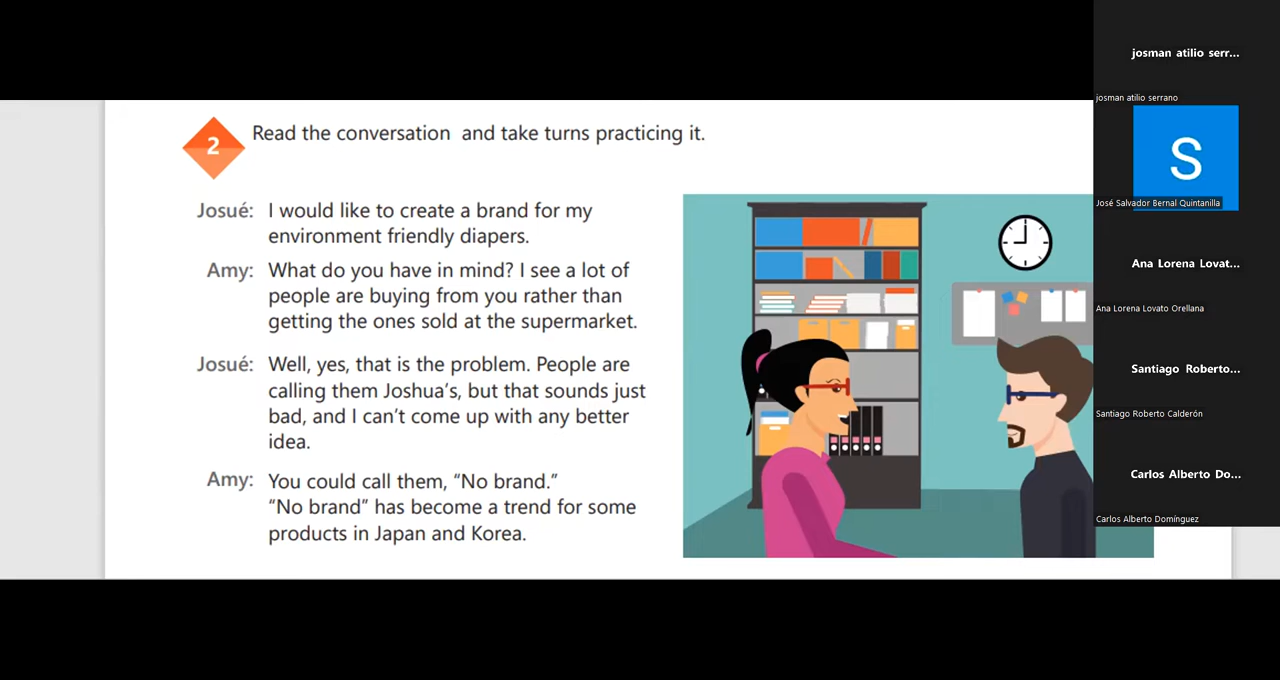 2
Read the conversation and take turns practicing it.
Josué: I would like to create a brand for my
environment friendly diapers.
Amy: What do you have in mind? I see a lot of
people are buying from you rather than
getting the ones sold at the supermarket.
Josué: Well, yes, that is the problem. People are
calling them Joshua’s, but that sounds just
bad, and I can’t come up with any better
idea.
Amy: You could call them, “No brand.”
“No brand” has become a trend for some
products in Japan and Korea.
josman atilio serr...
josman atilio serrano
S
José Salvador Bernal Quintanilla
Ana Lorena Lovat...
Ana Lorena Lovato Orellana
Santiago Roberto...
Santiago Roberto Calderón
Carlos Alberto Do...
Carlos Alberto Domínguez